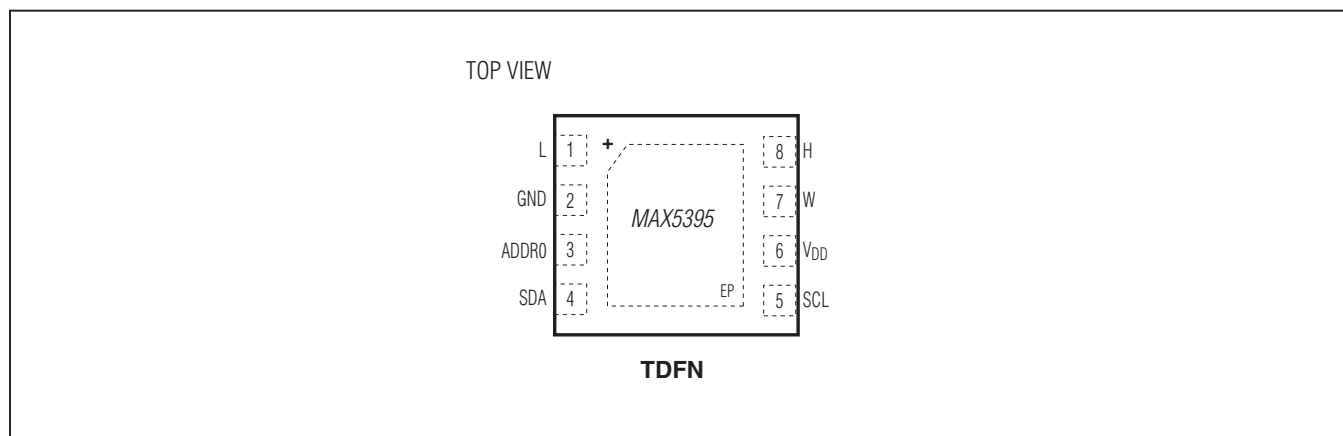 TOP VIEW
L 1 + 8 H
GND 2 MAX5395 7 W
ADDR0 3 6 VDD
SDA 4 EP 5 SCL
TDFN